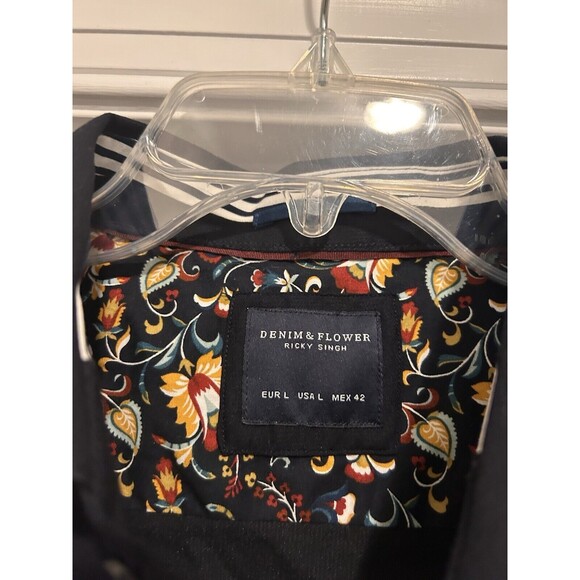 DENIM & FLOWER
RICKY SINGH
EUR L USA L MEX 42